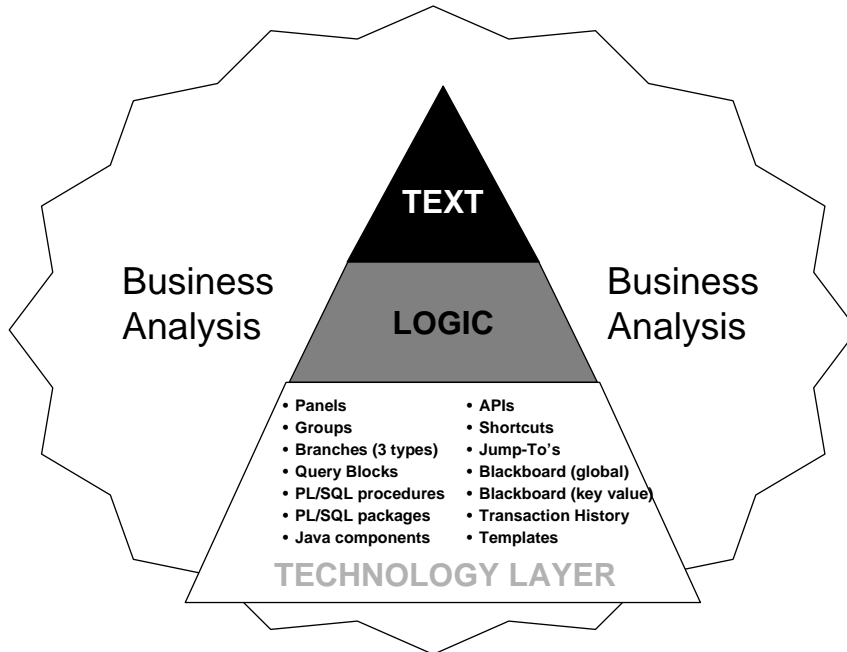 TEXT
Business
Analysis
Business
Analysis
LOGIC
• Panels
• Groups
• Branches (3 types)
• Query Blocks
• PL/SQL procedures
• PL/SQL packages
• Java components
• APIs
• Shortcuts
• Jump-To’s
• Blackboard (global)
• Blackboard (key value)
• Transaction History
• Templates
TECHNOLOGY LAYER